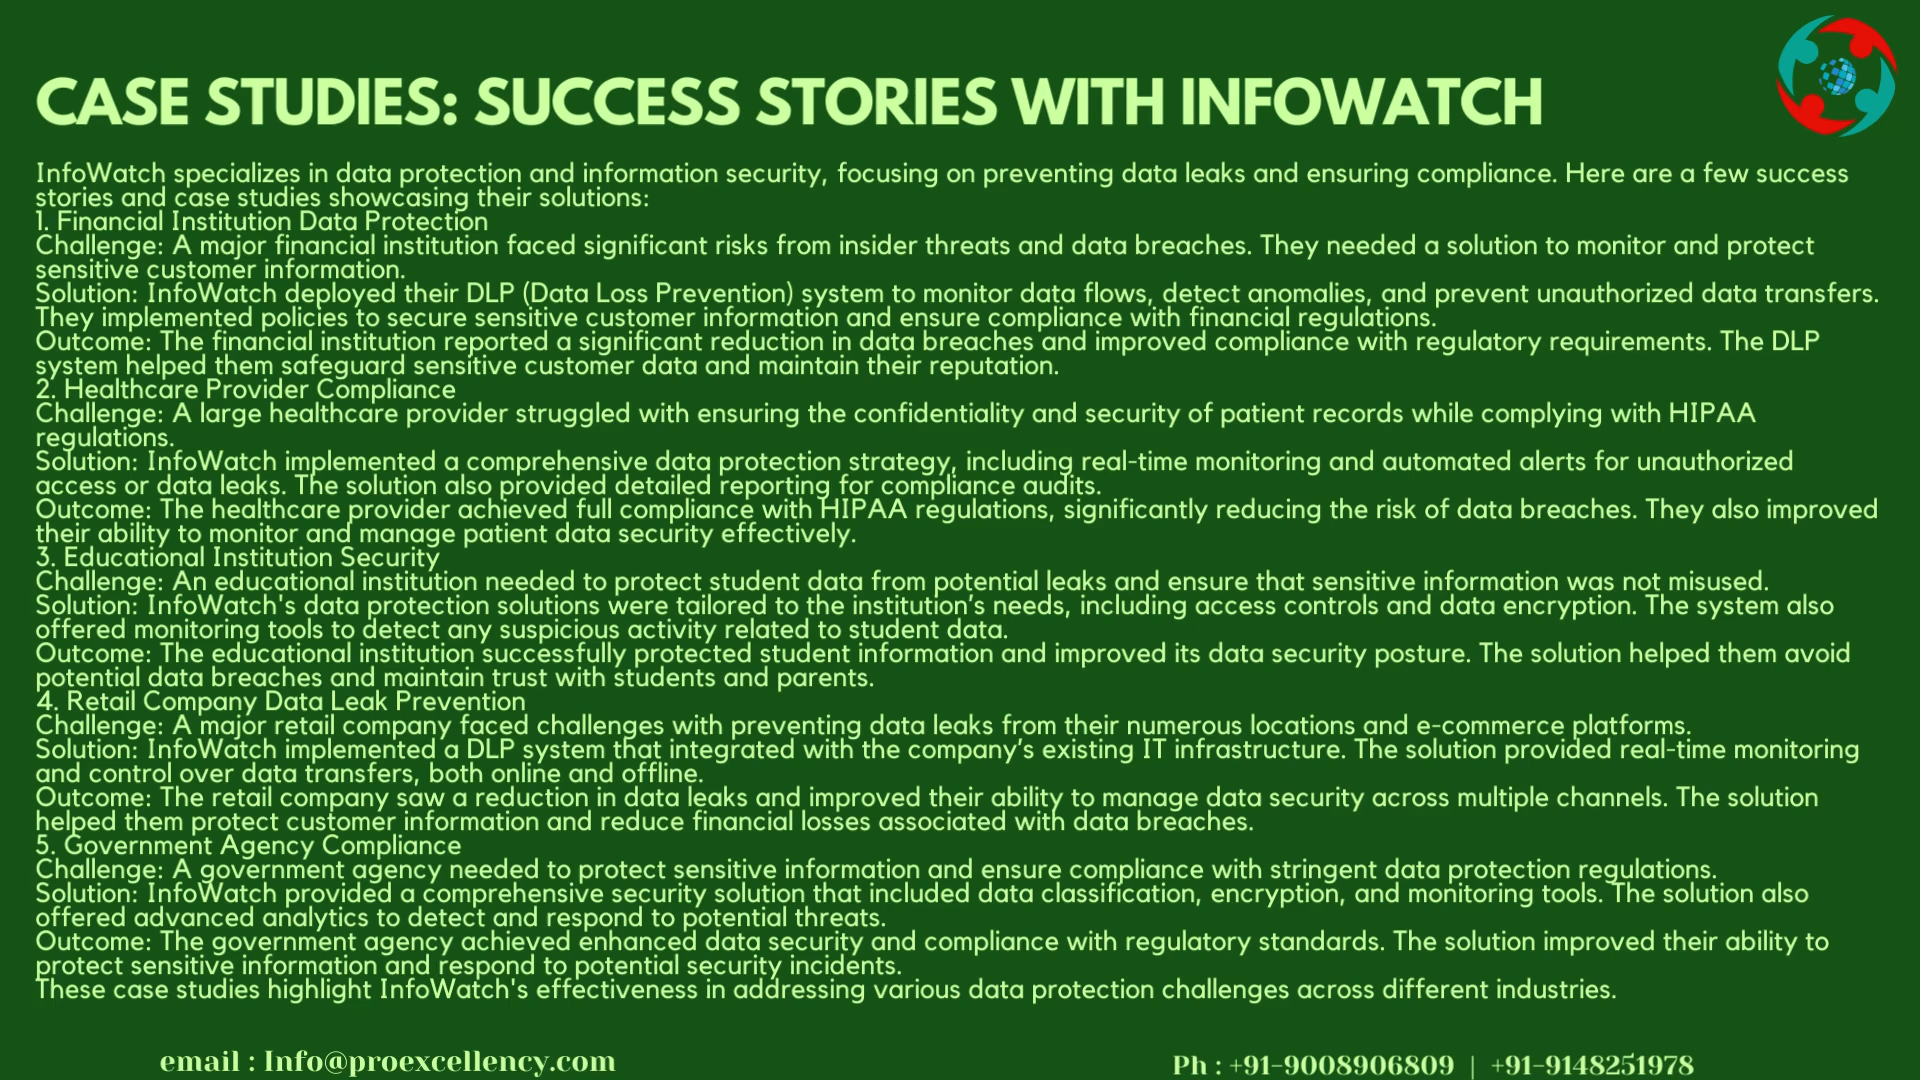 CASE STUDIES: SUCCESS STORIES WITH INFOWATCH
InfoWatch specializes in data protection and information security, focusing on preventing data leaks and ensuring compliance. Here are a few success
stories and case studies showcasing their solutions:
1. Financial Institution Data Protection
Challenge: A major financial institution faced significant risks from insider threats and data breaches. They needed a solution to monitor and protect
sensitive customer information.
Solution: InfoWatch deployed their DLP (Data Loss Prevention) system to monitor data flows, detect anomalies, and prevent unauthorized data transfers.
They implemented policies to secure sensitive customer information and ensure compliance with financial regulations.
Outcome: The financial institution reported a significant reduction in data breaches and improved compliance with regulatory requirements. The DLP
system helped them safeguard sensitive customer data and maintain their reputation.
2. Healthcare Provider Compliance
Challenge: A large healthcare provider struggled with ensuring the confidentiality and security of patient records while complying with HIPAA
regulations.
Solution: InfoWatch implemented a comprehensive data protection strategy, including real-time monitoring and automated alerts for unauthorized
access or data leaks. The solution also provided detailed reporting for compliance audits.
Outcome: The healthcare provider achieved full compliance with HIPAA regulations, significantly reducing the risk of data breaches. They also improved
their ability to monitor and manage patient data security effectively.
3. Educational Institution Security
Challenge: An educational institution needed to protect student data from potential leaks and ensure that sensitive information was not misused.
Solution: InfoWatch's data protection solutions were tailored to the institution’s needs, including access controls and data encryption. The system also
offered monitoring tools to detect any suspicious activity related to student data.
Outcome: The educational institution successfully protected student information and improved its data security posture. The solution helped them avoid
potential data breaches and maintain trust with students and parents.
4. Retail Company Data Leak Prevention
Challenge: A major retail company faced challenges with preventing data leaks from their numerous locations and e-commerce platforms.
Solution: InfoWatch implemented a DLP system that integrated with the company’s existing IT infrastructure. The solution provided real-time monitoring
and control over data transfers, both online and offline.
Outcome: The retail company saw a reduction in data leaks and improved their ability to manage data security across multiple channels. The solution
helped them protect customer information and reduce financial losses associated with data breaches.
5. Government Agency Compliance
Challenge: A government agency needed to protect sensitive information and ensure compliance with stringent data protection regulations.
Solution: InfoWatch provided a comprehensive security solution that included data classification, encryption, and monitoring tools. The solution also
offered advanced analytics to detect and respond to potential threats.
Outcome: The government agency achieved enhanced data security and compliance with regulatory standards. The solution improved their ability to
protect sensitive information and respond to potential security incidents.
These case studies highlight InfoWatch's effectiveness in addressing various data protection challenges across different industries.
email : Info@proexcellency.com
Ph : +91-9008906809 | +91-9148251978